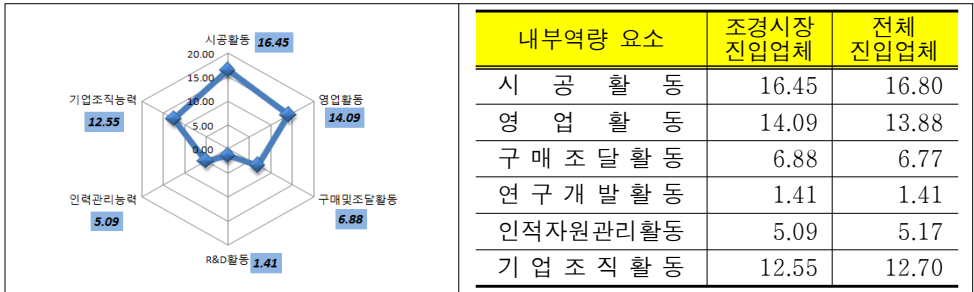 시공활동 16.45
20.00
15.00
10.00
5.00
0.00
기업조직능력
12.55
영업활동
14.09
인력관리능력
5.09
구매및조달활동
6.88
R&D활동 1.41
내부역량 요소 조경시장 진입업체 전체 진입업체
시 공 활 동 16.45 16.80
영 업 활 동 14.09 13.88
구 매 조 달 활 동 6.88 6.77
연 구 개 발 활 동 1.41 1.41
인적자원관리활동 5.09 5.17
기 업 조 직 활 동 12.55 12.70